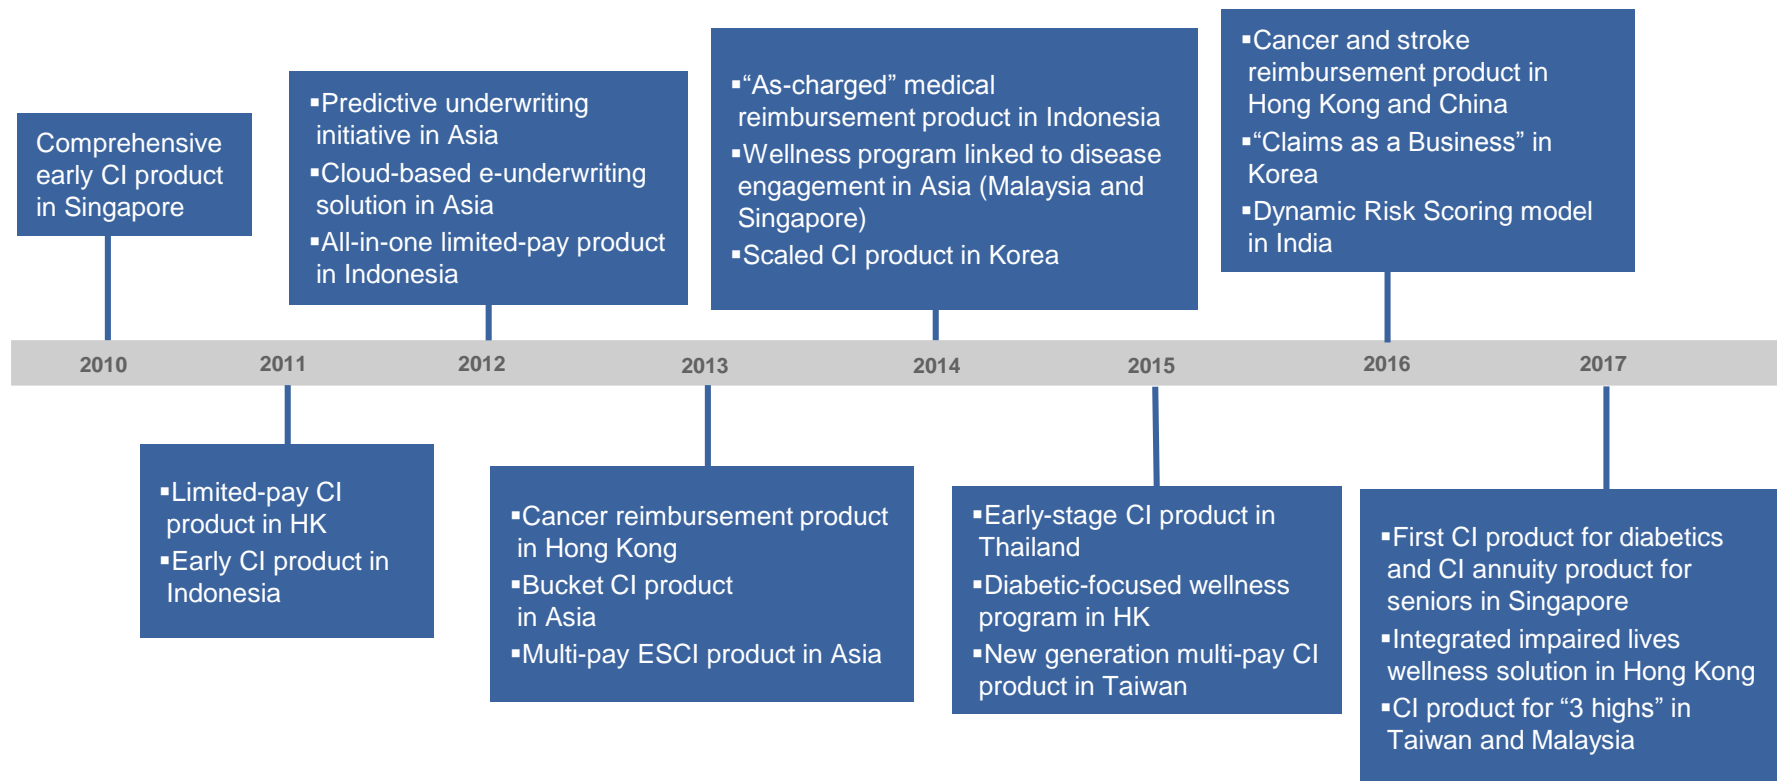 Comprehensive
early CI product
in Singapore
▪Predictive underwriting
initiative in Asia
▪Cloud-based e-underwriting
solution in Asia
▪All-in-one limited-pay product
in Indonesia
▪“As-charged” medical
reimbursement product in Indonesia
▪Wellness program linked to disease
engagement in Asia (Malaysia and
Singapore)
▪Scaled CI product in Korea
▪Cancer and stroke
reimbursement product in
Hong Kong and China
▪“Claims as a Business” in
Korea
▪Dynamic Risk Scoring model
in India
2010 2011 2012 2013 2014 2015 2016 2017
▪Limited-pay CI
product in HK
▪Early CI product in
Indonesia
▪Cancer reimbursement product
in Hong Kong
▪Bucket CI product
in Asia
▪Multi-pay ESCI product in Asia
▪Early-stage CI product in
Thailand
▪Diabetic-focused wellness
program in HK
▪New generation multi-pay CI
product in Taiwan
▪First CI product for diabetics
and CI annuity product for
seniors in Singapore
▪Integrated impaired lives
wellness solution in Hong Kong
▪CI product for “3 highs” in
Taiwan and Malaysia